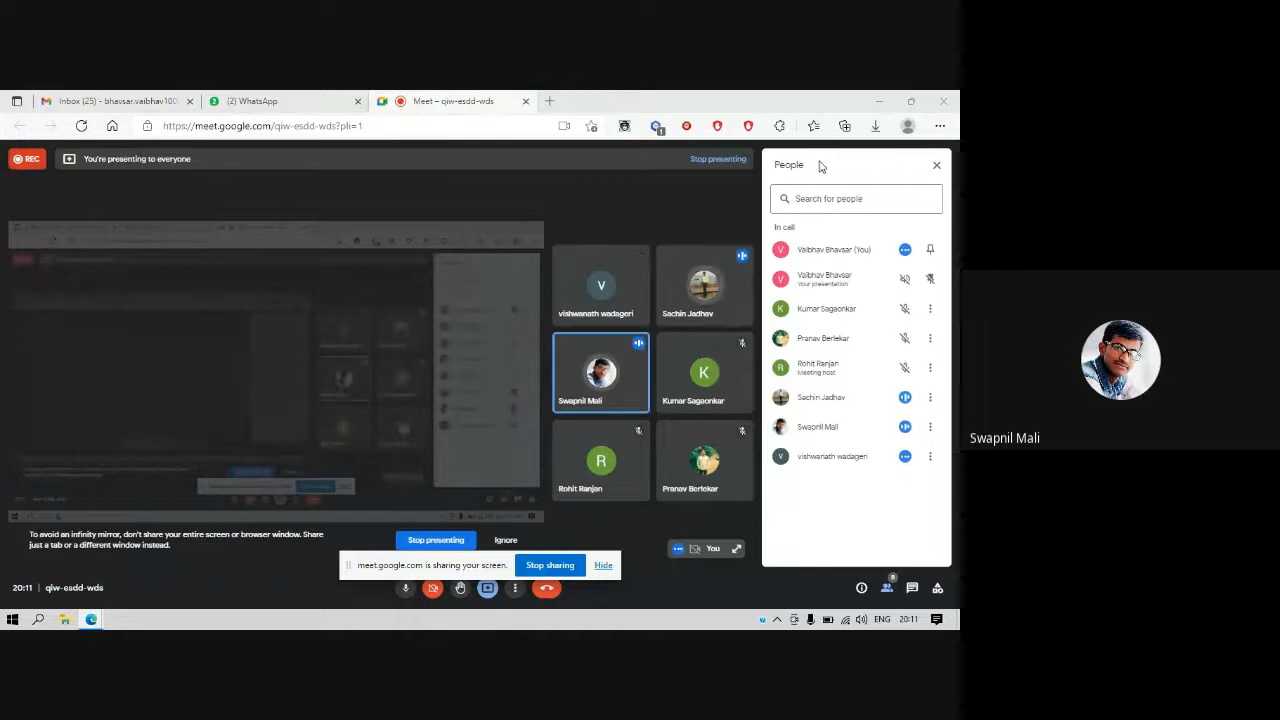 Inbox (25) - bhavsar.vaibhav100
2
(2) WhatsApp
Meet – qiw-esdd-wds
https://meet.google.com/qiw-esdd-wds?pli=1
1
REC
You're presenting to everyone
Stop presenting
People
Search for people
In call
V
Vaibhav Bhavsar (You)
V
Vaibhav Bhavsar
Your presentation
K
Kumar Sagaonkar
Pranav Berlekar
R
Rohit Ranjan
Meeting host
Sachin Jadhav
Swapnil Mali
V
vishwanath wadageri
V
vishwanath wadageri
Sachin Jadhav
Swapnil Mali
K
Kumar Sagaonkar
R
Rohit Ranjan
Pranav Berlekar
You
To avoid an infinity mirror, don't share your entire screen or browser window. Share
just a tab or a different window instead.
Stop presenting
Ignore
meet.google.com is sharing your screen.
Stop sharing
Hide
20:11 | qiw-esdd-wds
8
ENG
20:11
Swapnil Mali